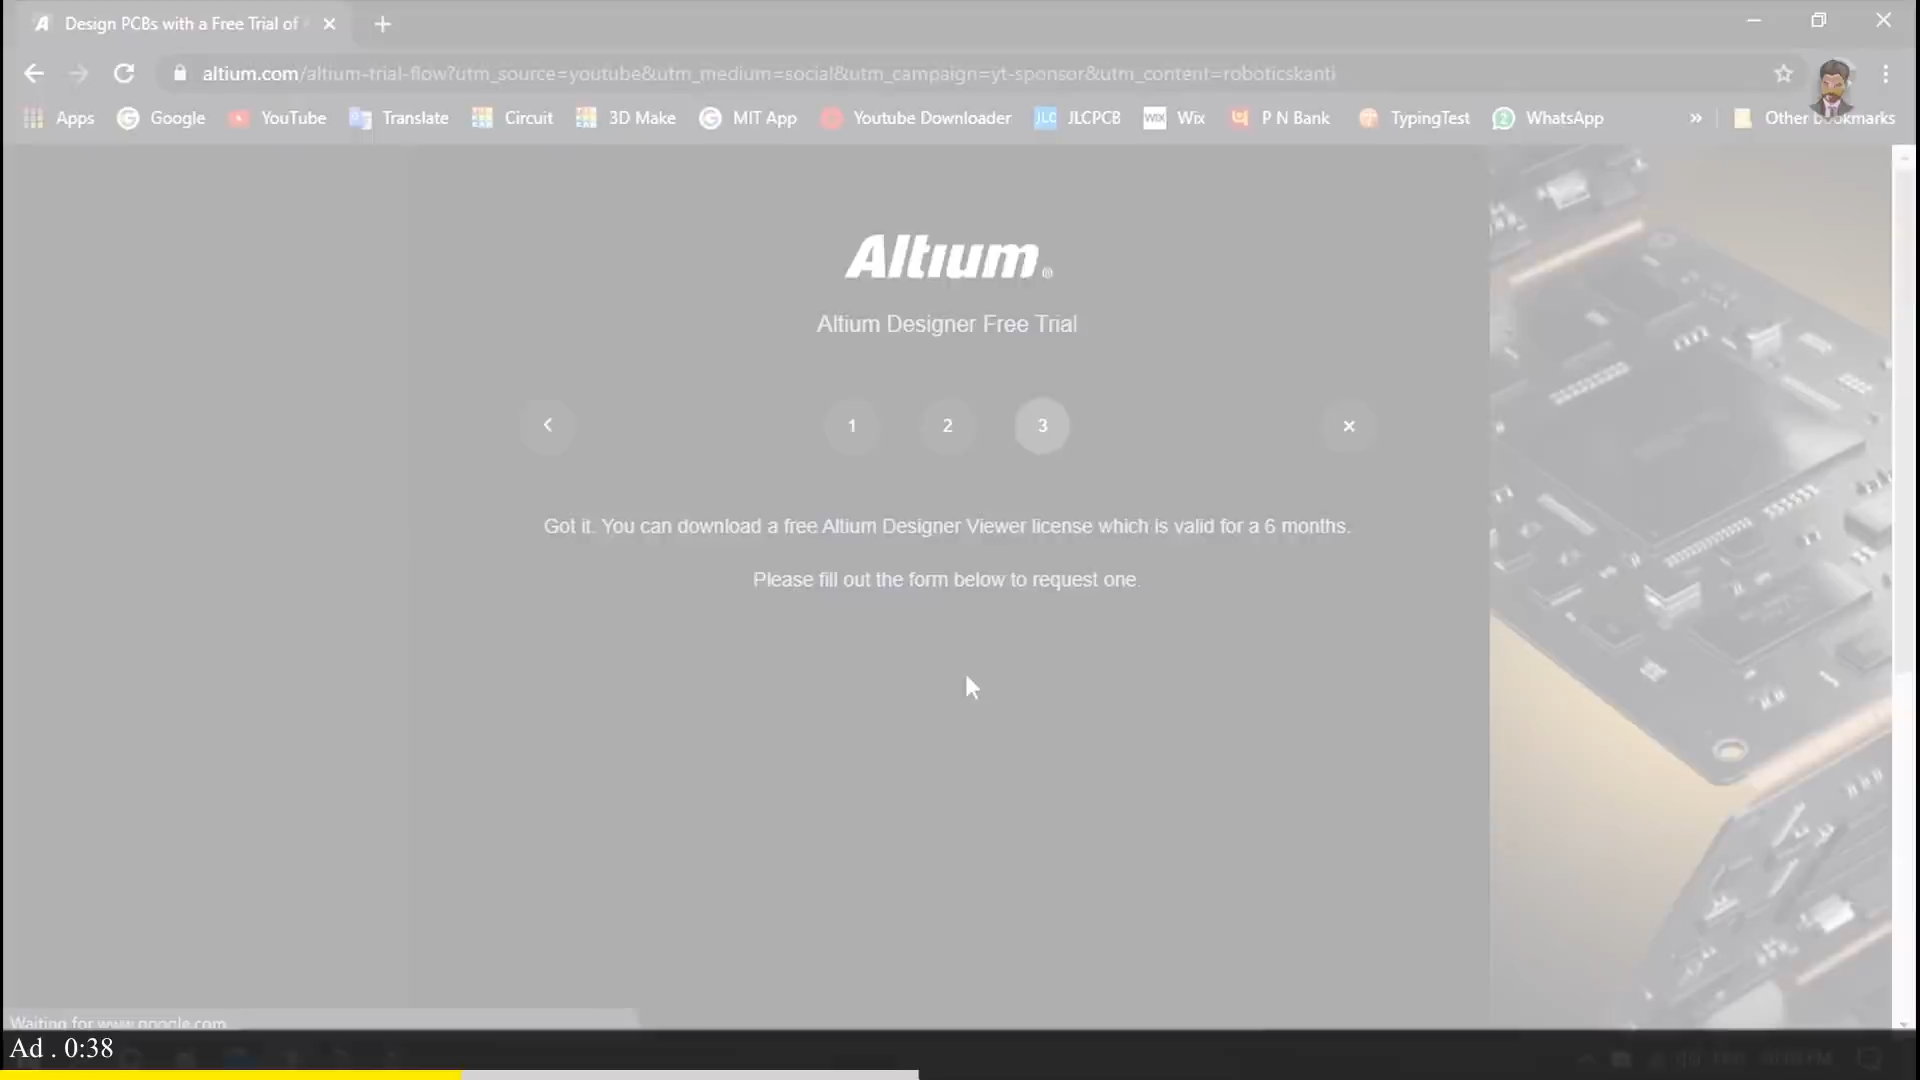 Design PCBs with a Free Trial of
altium.com/altium-trial-flow?utm_source=youtube&utm_medium=social&utm_campaign=yt-sponsor&utm_content=roboticskanti
Apps Google YouTube Translate Circuit 3D Make MIT App Youtube Downloader JLC JLCPCB WIX Wix P N Bank TypingTest 2 WhatsApp » Other Bookmarks
Altium®
Altium Designer Free Trial
1 2 3
Got it. You can download a free Altium Designer Viewer license which is valid for a 6 months.
Please fill out the form below to request one.
Waiting for www.google.com
Ad . 0:38